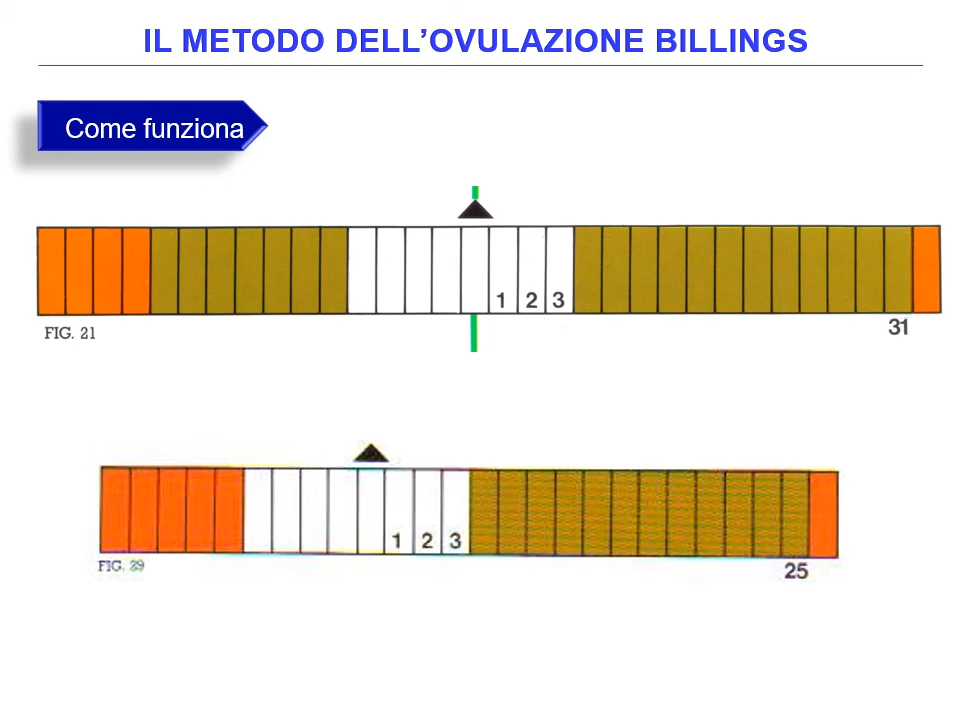 IL METODO DELL’OVULAZIONE BILLINGS
Come funziona
1 2 3
FIG. 21
31
1 2 3
FIG. 29
25